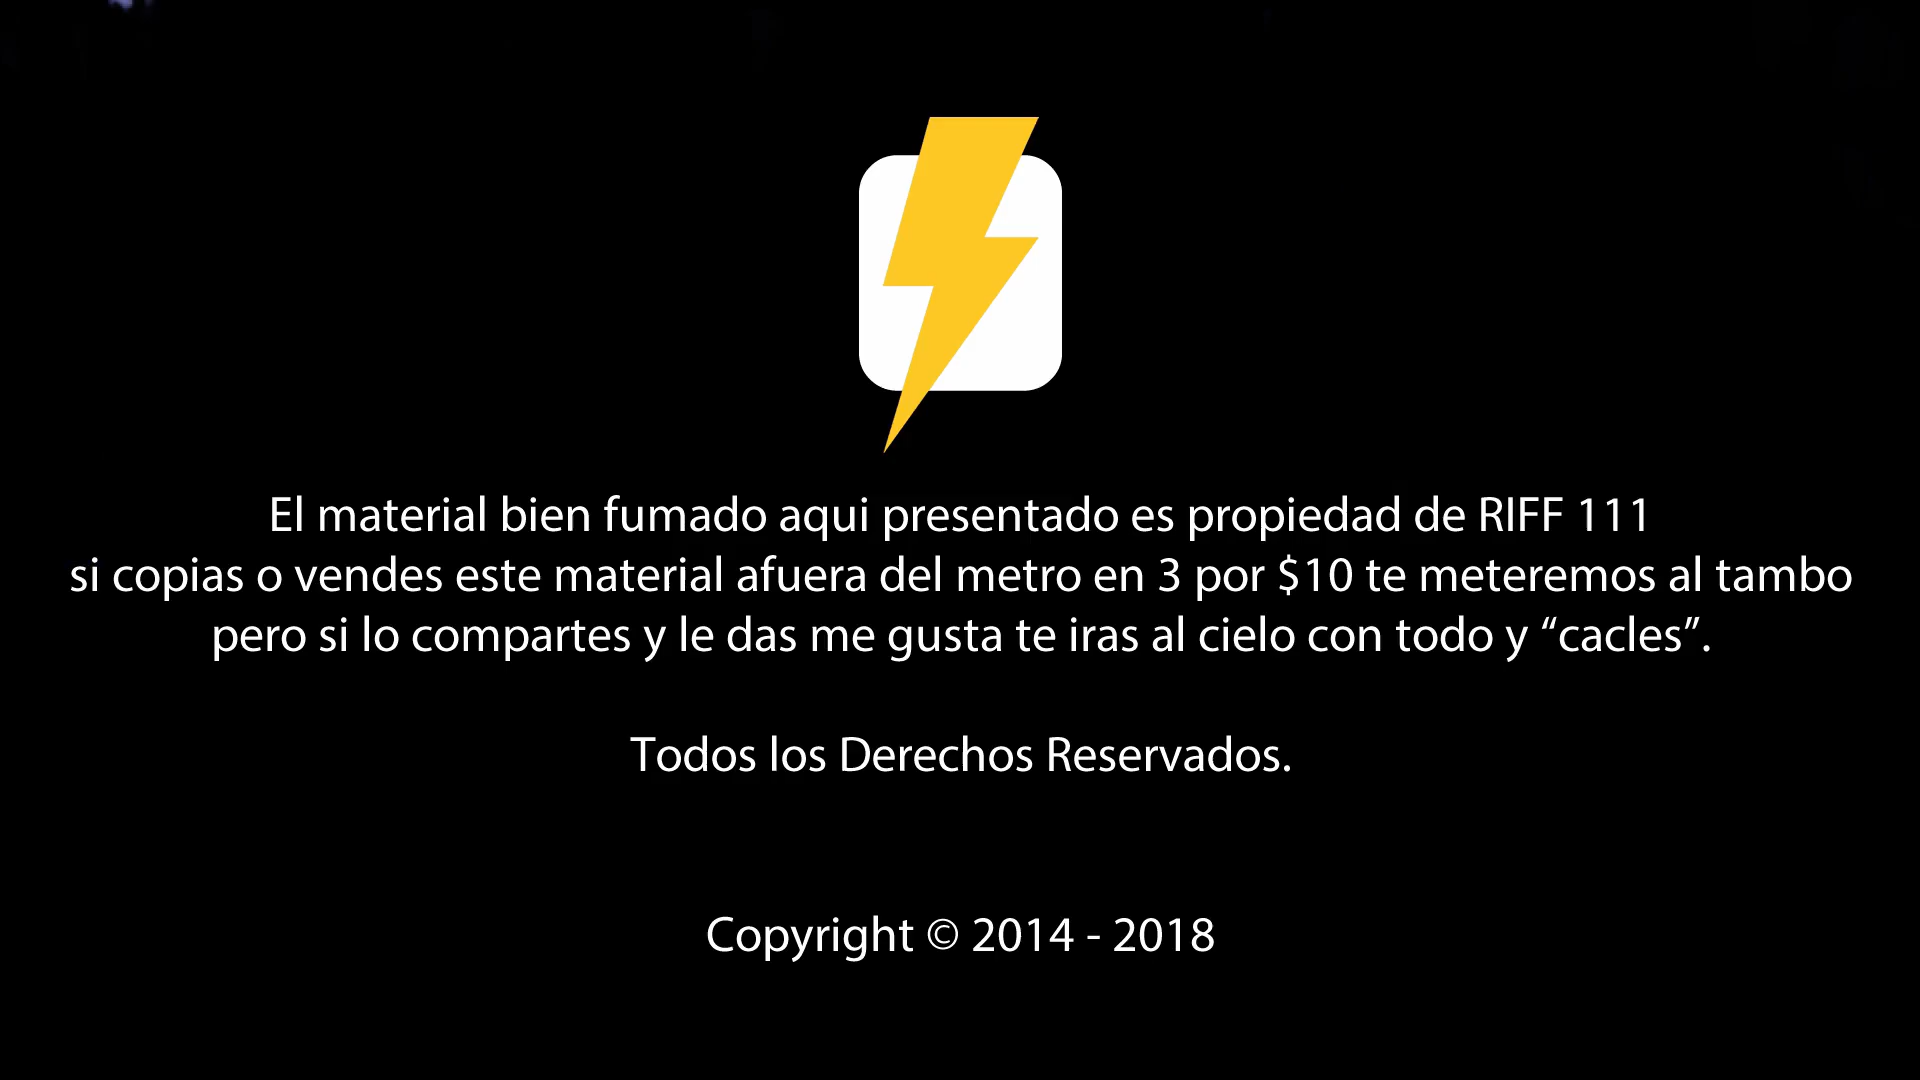 El material bien fumado aqui presentado es propiedad de RIFF 111
si copias o vendes este material afuera del metro en 3 por $10 te meteremos al tambo
pero si lo compartes y le das me gusta te iras al cielo con todo y “cacles”.
Todos los Derechos Reservados.
Copyright © 2014 - 2018